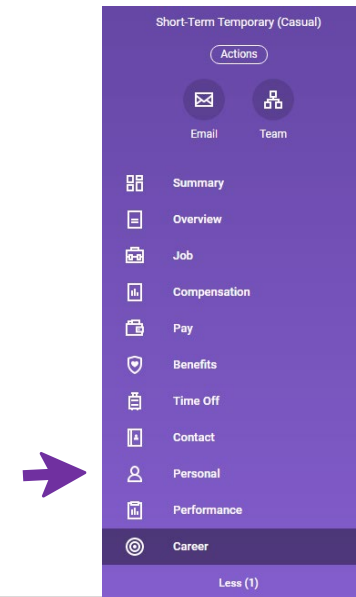 Short-Term Temporary (Casual)
Actions
Email Team
Summary
Overview
Job
Compensation
Pay
Benefits
Time Off
Contact
Personal
Performance
Career
Less (1)